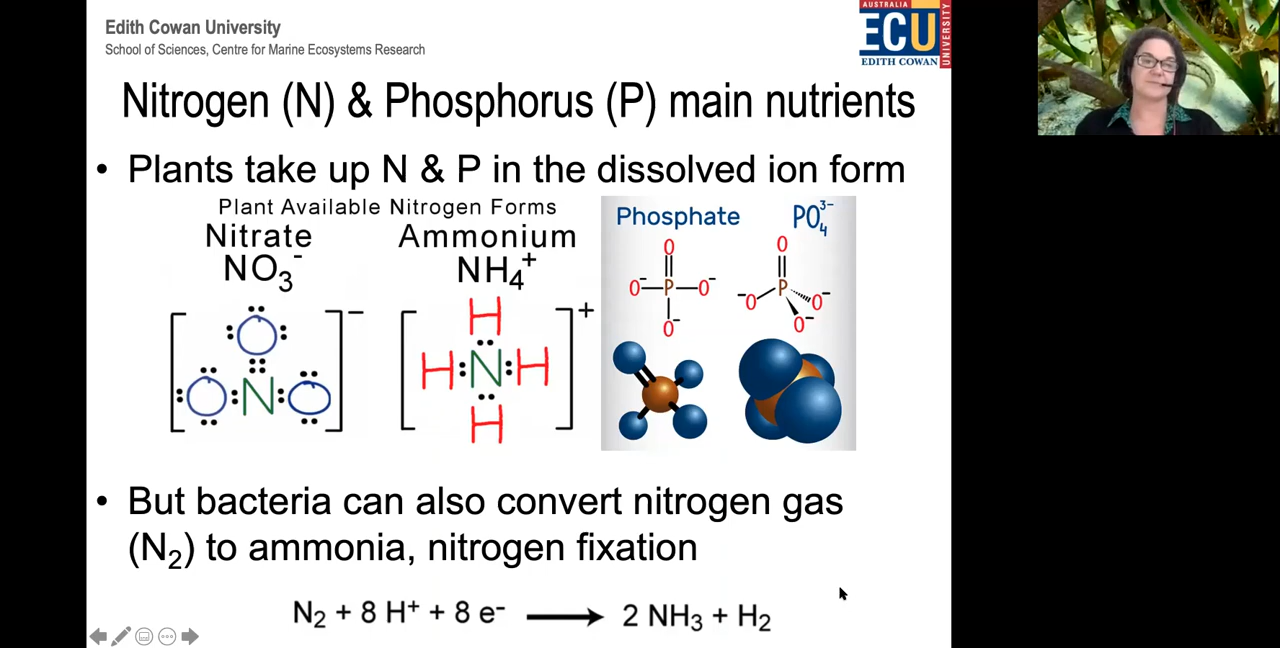 Edith Cowan University
School of Sciences, Centre for Marine Ecosystems Research
AUSTRALIA
ECU
EDITH COWAN
UNIVERSITY
Nitrogen (N) & Phosphorus (P) main nutrients
• Plants take up N & P in the dissolved ion form
Plant Available Nitrogen Forms
Nitrate Ammonium
NO₃⁻ NH₄⁺
[O O N O]⁻
[H H N H H]⁺
Phosphate PO₄³⁻
O
O⁻ P O⁻
O⁻
O
⁻O P O⁻
O⁻
• But bacteria can also convert nitrogen gas
(N₂) to ammonia, nitrogen fixation
N₂ + 8 H⁺ + 8 e⁻ ⟶ 2 NH₃ + H₂